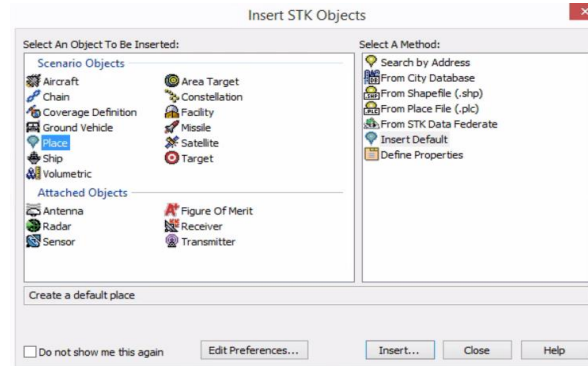 Insert STK Objects
Select An Object To Be Inserted:
Scenario Objects
Aircraft
Chain
Coverage Definition
Ground Vehicle
Place
Ship
Volumetric
Area Target
Constellation
Facility
Missile
Satellite
Target
Attached Objects
Antenna
Radar
Sensor
Figure Of Merit
Receiver
Transmitter
Select A Method:
Search by Address
From City Database
From Shapefile (.shp)
From Place File (.plc)
From STK Data Federate
Insert Default
Define Properties
Create a default place
Do not show me this again
Edit Preferences...
Insert...
Close
Help